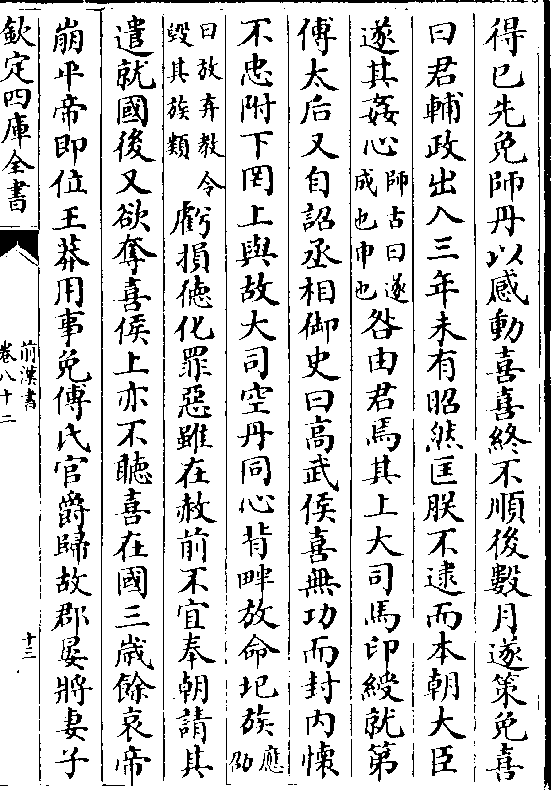 得已先免師丹以感動喜喜終不順後數月遂策免喜
曰君輔政出入三年未有昭然匡朕不逮而本朝大臣
遂其姦心師古曰遂成也申也咎由君焉其上大司馬印綬就第
傅太后又自詔丞相御史曰高武侯喜無功而封内懐
不忠附下罔上與故大司空丹同心背畔放命圮族應劭
曰放弃教令毀其族類虧損徳化罪惡雖在赦前不宜奉朝請其
遣就國後又欲奪喜侯上亦不聽喜在國三歲餘哀帝
崩平帝即位王莽用事免傅氏官爵歸故郡晏將妻子
欽定四庫全書
前漢書
卷八十二
十三